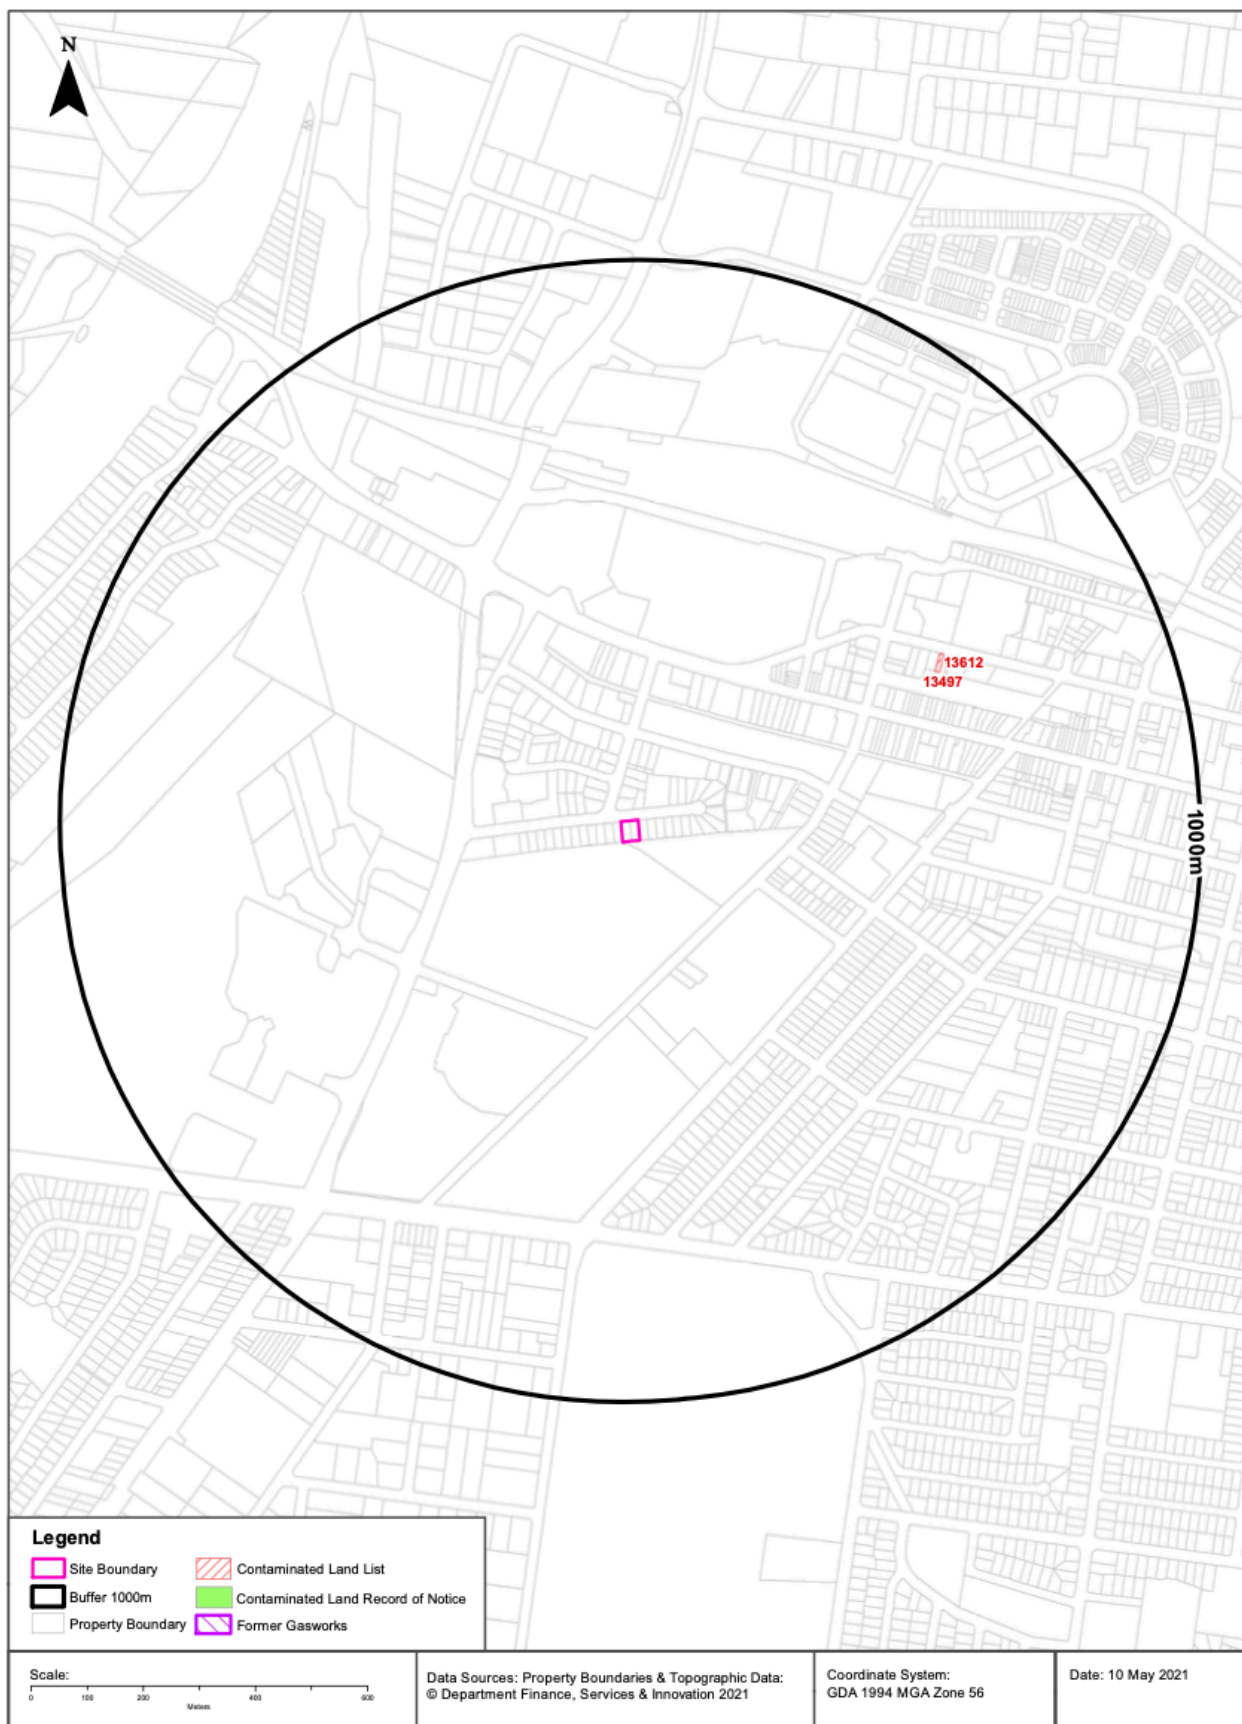 N
13612
13497
1000m
Legend
Site Boundary
Contaminated Land List
Buffer 1000m
Contaminated Land Record of Notice
Property Boundary
Former Gasworks
Scale:
0 100 200 400 600
Meters
Data Sources: Property Boundaries & Topographic Data:
© Department Finance, Services & Innovation 2021
Coordinate System:
GDA 1994 MGA Zone 56
Date: 10 May 2021